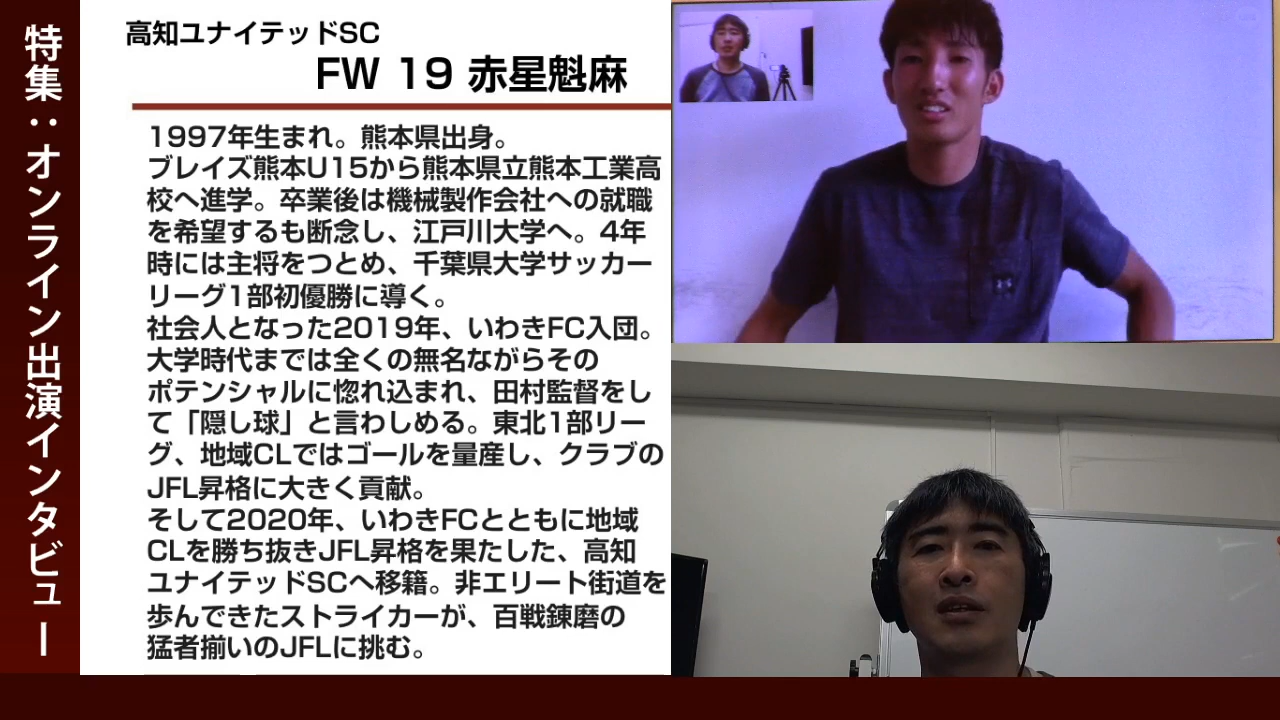 特集：オンライン出演インタビュー
高知ユナイテッドSC
FW 19 赤星魁麻
1997年生まれ。熊本県出身。
ブレイズ熊本U15から熊本県立熊本工業高
校へ進学。卒業後は機械製作会社への就職
を希望するも断念し、江戸川大学へ。4年
時には主将をつとめ、千葉県大学サッカー
リーグ1部初優勝に導く。
社会人となった2019年、いわきFC入団。
大学時代までは全くの無名ながらその
ポテンシャルに惚れ込まれ、田村監督をし
て「隠し球」と言わしめる。東北1部リー
グ、地域CLではゴールを量産し、クラブの
JFL昇格に大きく貢献。
そして2020年、いわきFCとともに地域
CLを勝ち抜きJFL昇格を果たした、高知
ユナイテッドSCへ移籍。非エリート街道を
歩んできたストライカーが、百戦錬磨の
猛者揃いのJFLに挑む。